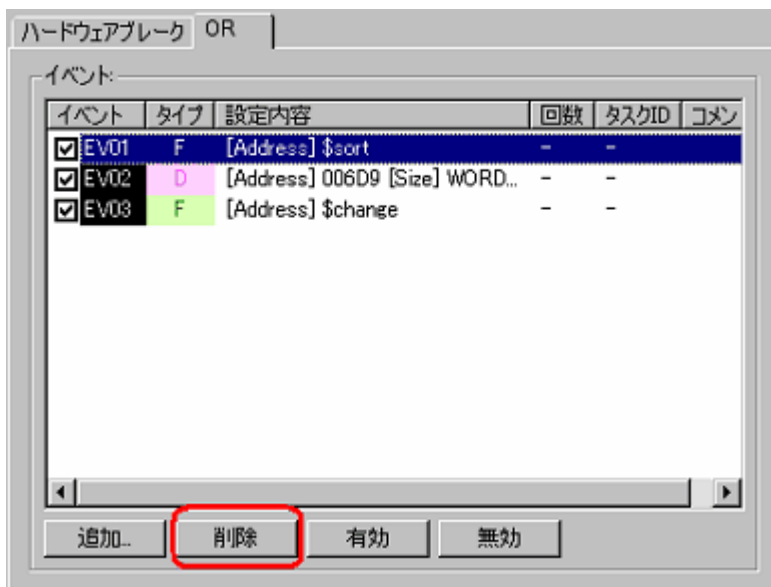 ハードウェアブレーク OR
イベント:
イベント タイプ 設定内容 回数 タスクID コメン
EV01 F [Address] $sort - -
EV02 D [Address] 006D9 [Size] WORD... - -
EV03 F [Address] $change - -
追加... 削除 有効 無効